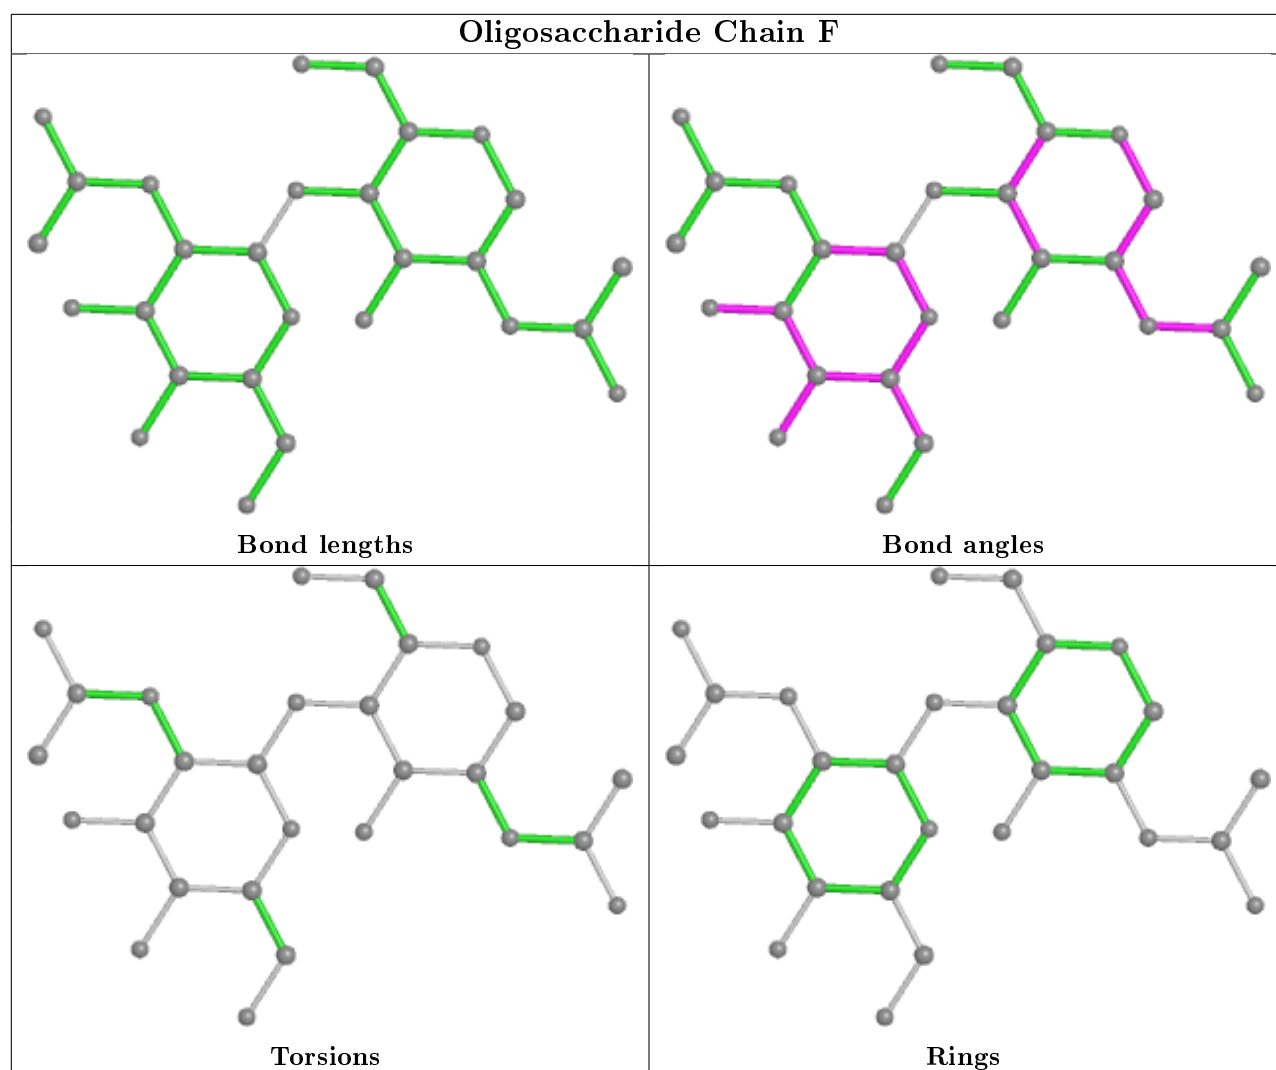 Oligosaccharide Chain F
Bond lengths
Bond angles
Torsions
Rings